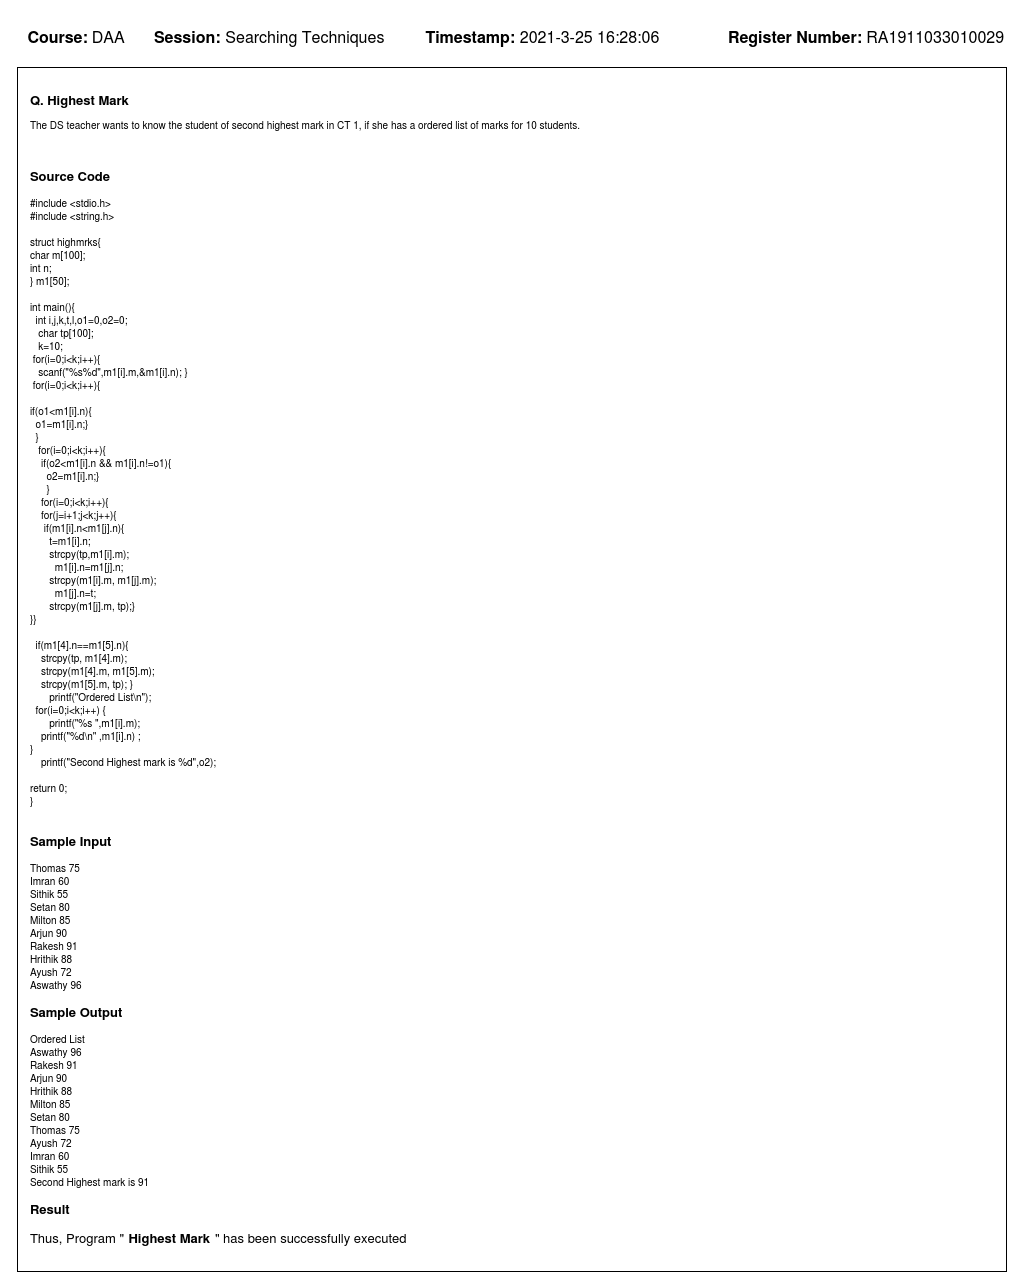 Course: DAA Session: Searching Techniques Timestamp: 2021-3-25 16:28:06 Register Number: RA1911033010029
Q. Highest Mark
The DS teacher wants to know the student of second highest mark in CT 1, if she has a ordered list of marks for 10 students.
Source Code
#include <stdio.h>
#include <string.h>
struct highmrks{
char m[100];
int n;
} m1[50];
int main(){
int i,j,k,t,l,o1=0,o2=0;
char tp[100];
k=10;
for(i=0;i<k;i++){
scanf("%s%d",m1[i].m,&m1[i].n); }
for(i=0;i<k;i++){
if(o1<m1[i].n){
o1=m1[i].n;}
}
for(i=0;i<k;i++){
if(o2<m1[i].n && m1[i].n!=o1){
o2=m1[i].n;}
}
for(i=0;i<k;i++){
for(j=i+1;j<k;j++){
if(m1[i].n<m1[j].n){
t=m1[i].n;
strcpy(tp,m1[i].m);
m1[i].n=m1[j].n;
strcpy(m1[i].m, m1[j].m);
m1[j].n=t;
strcpy(m1[j].m, tp);}
}}
if(m1[4].n==m1[5].n){
strcpy(tp, m1[4].m);
strcpy(m1[4].m, m1[5].m);
strcpy(m1[5].m, tp); }
printf("Ordered List\n");
for(i=0;i<k;i++) {
printf("%s ",m1[i].m);
printf("%d\n" ,m1[i].n) ;
}
printf("Second Highest mark is %d",o2);
return 0;
}
Sample Input
Thomas 75
Imran 60
Sithik 55
Setan 80
Milton 85
Arjun 90
Rakesh 91
Hrithik 88
Ayush 72
Aswathy 96
Sample Output
Ordered List
Aswathy 96
Rakesh 91
Arjun 90
Hrithik 88
Milton 85
Setan 80
Thomas 75
Ayush 72
Imran 60
Sithik 55
Second Highest mark is 91
Result
Thus, Program " Highest Mark " has been successfully executed